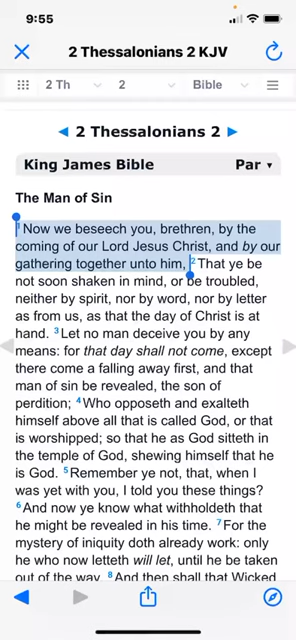 9:55
2 Thessalonians 2 KJV
2 Th 2 Bible
2 Thessalonians 2
King James Bible Par
The Man of Sin
1 Now we beseech you, brethren, by the
coming of our Lord Jesus Christ, and by our
gathering together unto him, 2 That ye be
not soon shaken in mind, or be troubled,
neither by spirit, nor by word, nor by letter
as from us, as that the day of Christ is at
hand. 3 Let no man deceive you by any
means: for that day shall not come, except
there come a falling away first, and that
man of sin be revealed, the son of
perdition; 4 Who opposeth and exalteth
himself above all that is called God, or that
is worshipped; so that he as God sitteth in
the temple of God, shewing himself that he
is God. 5 Remember ye not, that, when I
was yet with you, I told you these things?
6 And now ye know what withholdeth that
he might be revealed in his time. 7 For the
mystery of iniquity doth already work: only
he who now letteth will let, until he be taken
out of the way. 8 And then shall that Wicked